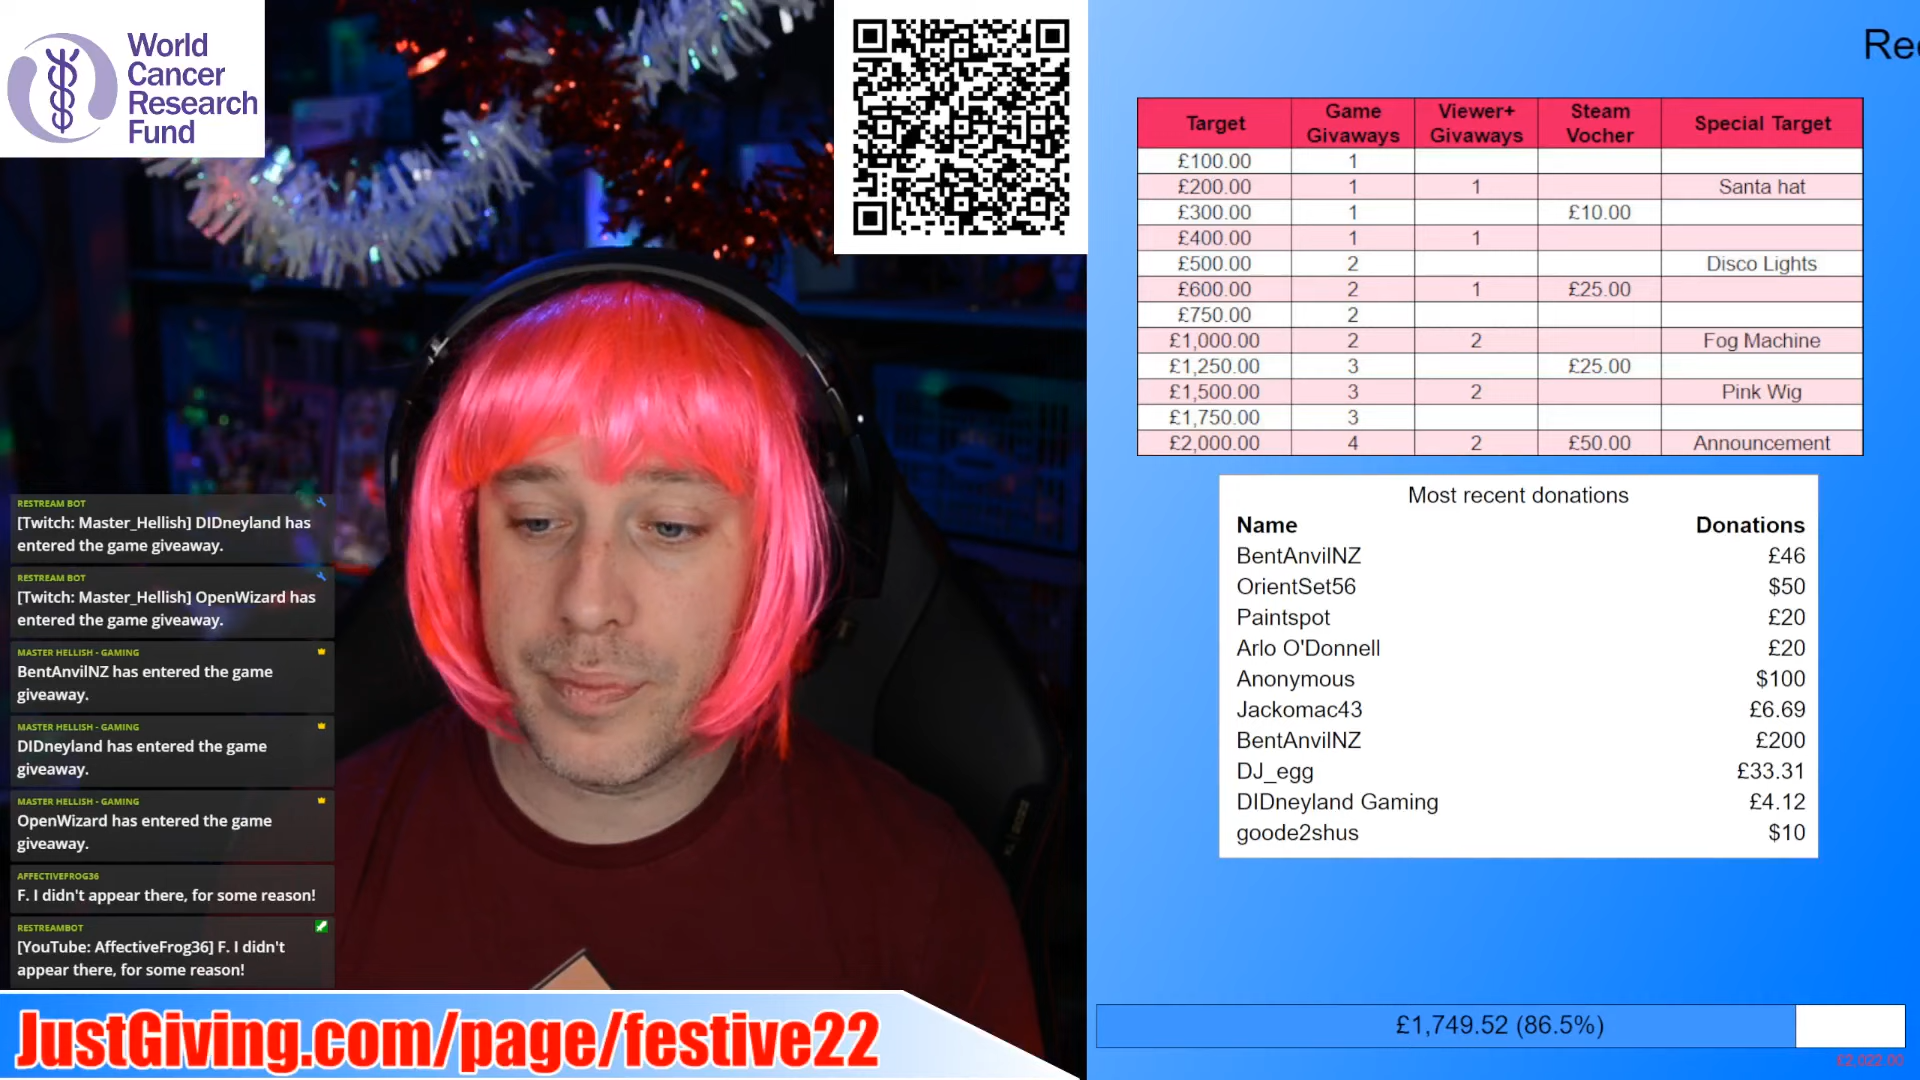 World
Cancer
Research
Fund
RESTREAM BOT
[Twitch: Master_Hellish] DIDneyland has
entered the game giveaway.
RESTREAM BOT
[Twitch: Master_Hellish] OpenWizard has
entered the game giveaway.
MASTER HELLISH - GAMING
BentAnvilNZ has entered the game
giveaway.
MASTER HELLISH - GAMING
DIDneyland has entered the game
giveaway.
MASTER HELLISH - GAMING
OpenWizard has entered the game
giveaway.
AFFECTIVEFROG36
F. I didn't appear there, for some reason!
RESTREAMBOT
[YouTube: AffectiveFrog36] F. I didn't
appear there, for some reason!
JustGiving.com/page/festive22
Target Game Givaways Viewer+ Givaways Steam Vocher Special Target
£100.00 1
£200.00 1 1 Santa hat
£300.00 1 £10.00
£400.00 1 1
£500.00 2 Disco Lights
£600.00 2 1 £25.00
£750.00 2
£1,000.00 2 2 Fog Machine
£1,250.00 3 £25.00
£1,500.00 3 2 Pink Wig
£1,750.00 3
£2,000.00 4 2 £50.00 Announcement
Most recent donations
Name Donations
BentAnvilNZ £46
OrientSet56 $50
Paintspot £20
Arlo O'Donnell £20
Anonymous $100
Jackomac43 £6.69
BentAnvilNZ £200
DJ_egg £33.31
DIDneyland Gaming £4.12
goode2shus $10
£1,749.52 (86.5%)
£2,022.00